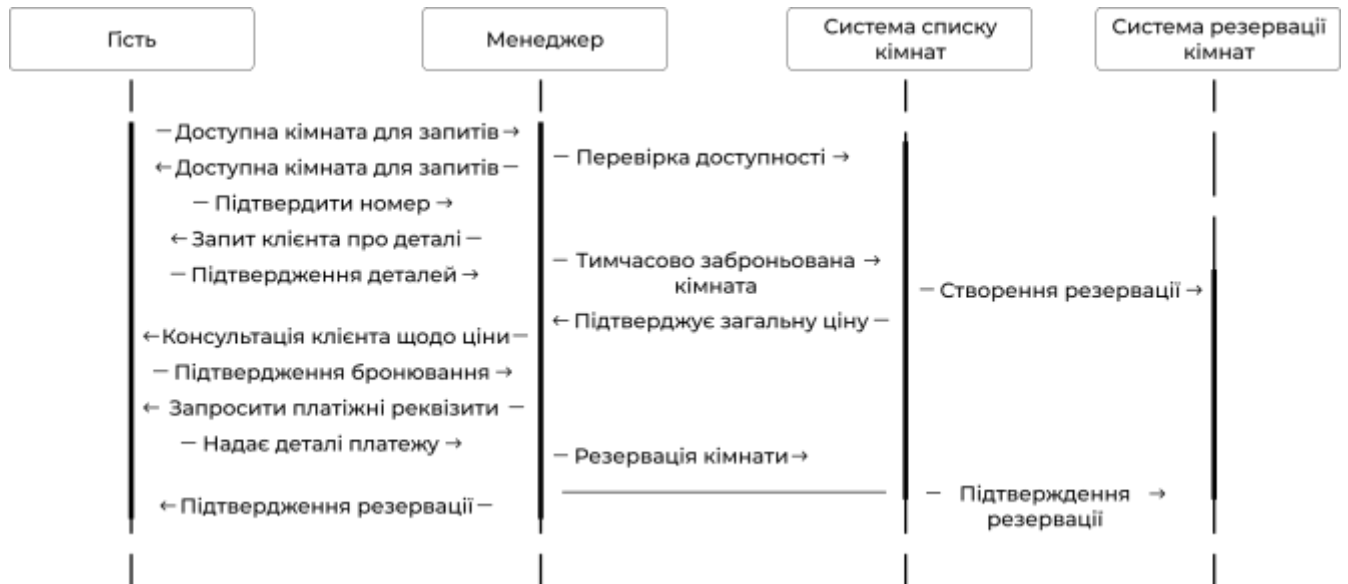 Гість
Менеджер
Система списку
кімнат
Система резервації
кімнат
— Доступна кімната для запитів →
← Доступна кімната для запитів —
— Перевірка доступності →
— Підтвердити номер →
← Запит клієнта про деталі —
— Підтвердження деталей →
— Тимчасово заброньована →
кімната
— Створення резервації →
← Підтверджує загальну ціну —
← Консультація клієнта щодо ціни —
— Підтвердження бронювання →
← Запросити платіжні реквізити —
— Надає деталі платежу →
— Резервація кімнати →
← Підтвердження резервації —
— Підтверждення →
резервації